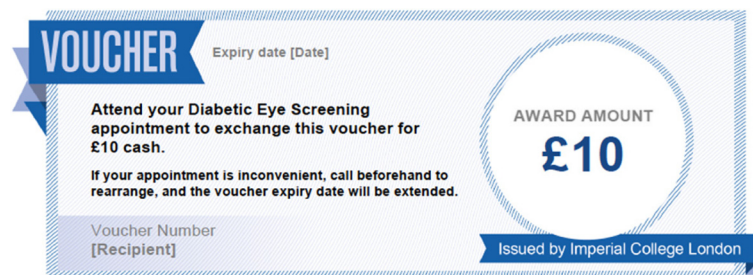 VOUCHER
Expiry date [Date]
Attend your Diabetic Eye Screening
appointment to exchange this voucher for
£10 cash.
If your appointment is inconvenient, call beforehand to
rearrange, and the voucher expiry date will be extended.
Voucher Number
[Recipient]
AWARD AMOUNT
£10
Issued by Imperial College London